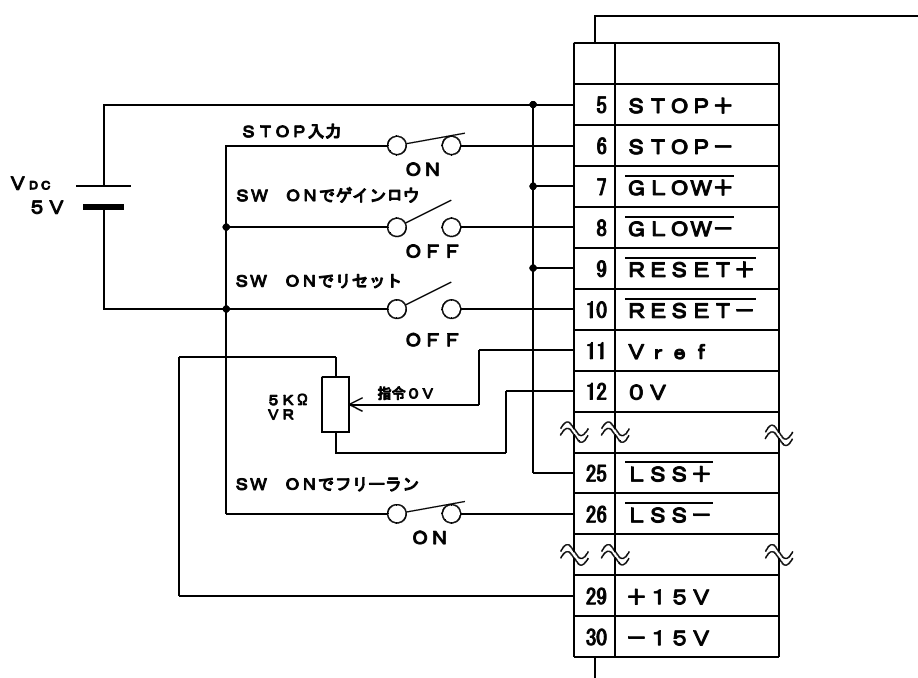 5 STOP+
STOP入力
6 STOP−
ON
VDC
5V
7 GLOW+
SW ONでゲインロウ
8 GLOW−
OFF
9 RESET+
SW ONでリセット
10 RESET−
OFF
11 Vref
5KΩ
VR
指令0V
12 0V
25 LSS+
SW ONでフリーラン
26 LSS−
ON
29 +15V
30 −15V